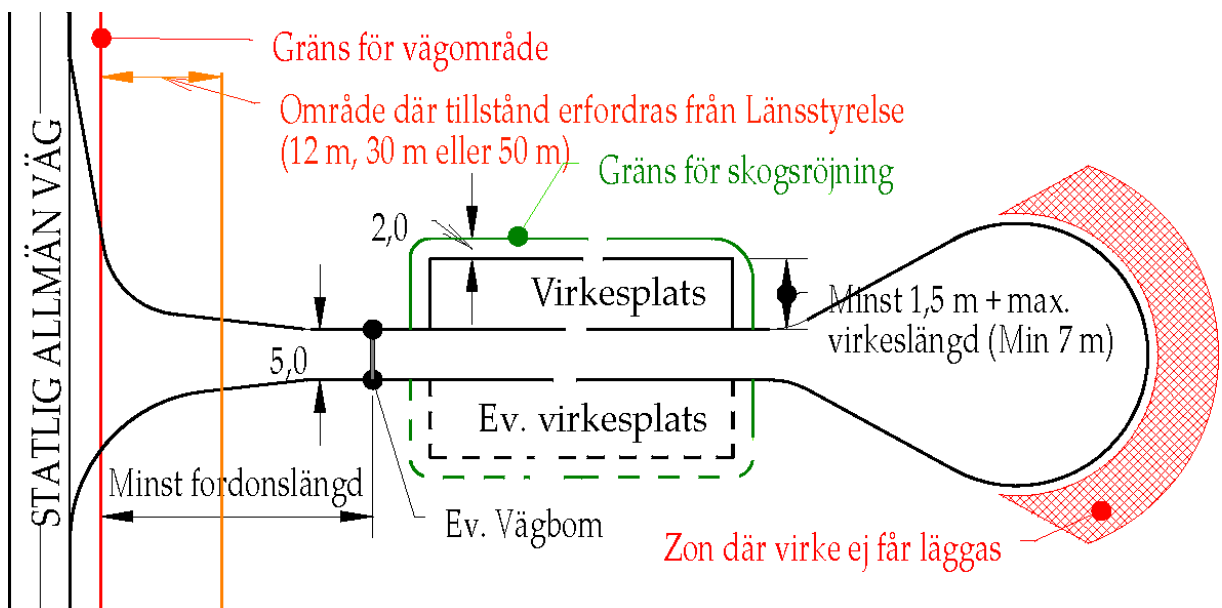 Gräns för vägområde
Område där tillstånd erfordras från Länsstyrelse
(12 m, 30 m eller 50 m)
Gräns för skogsröjning
STATLIG ALLMÄN VÄG
2,0
Virkesplats
Minst 1,5 m + max.
virkeslängd (Min 7 m)
5,0
Ev. virkesplats
Minst fordonslängd
Ev. Vägbom
Zon där virke ej får läggas